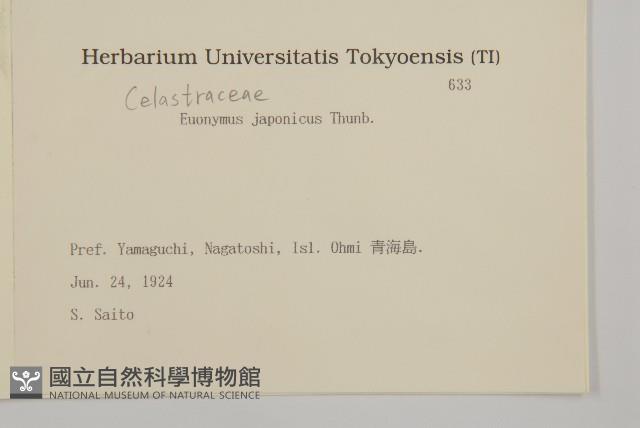 Herbarium Universitatis Tokyoensis (TI)
633
Celastraceae
Euonymus japonicus Thunb.
Pref. Yamaguchi, Nagatoshi, Isl. Ohmi 青海島.
Jun. 24, 1924
S. Saito
國立自然科學博物館
NATIONAL MUSEUM OF NATURAL SCIENCE